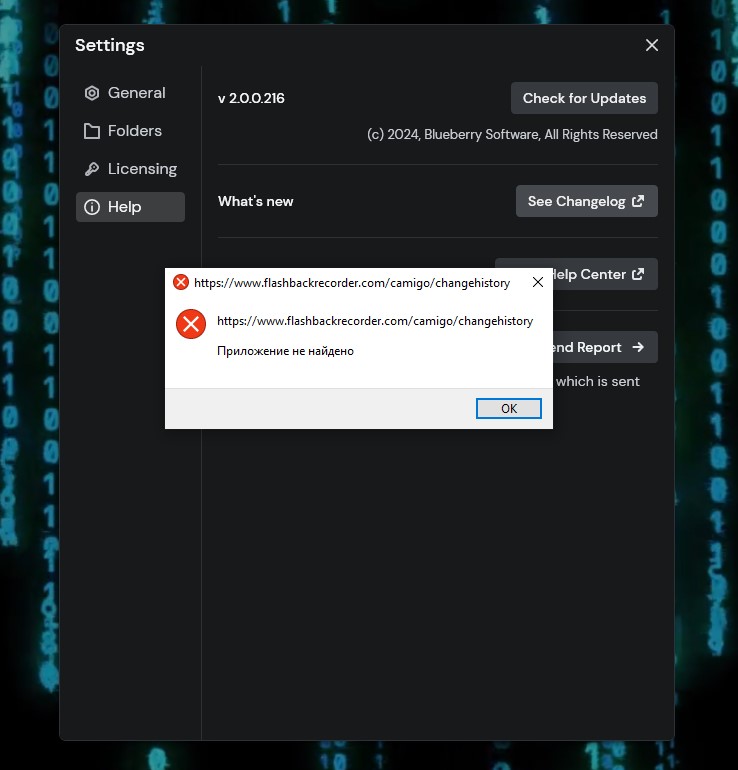 Settings
General
Folders
Licensing
Help
v 2.0.0.216
Check for Updates
(c) 2024, Blueberry Software, All Rights Reserved
What's new
See Changelog
Help Center
Report
which is sent
https://www.flashbackrecorder.com/camigo/changehistory
https://www.flashbackrecorder.com/camigo/changehistory
Приложение не найдено
OK